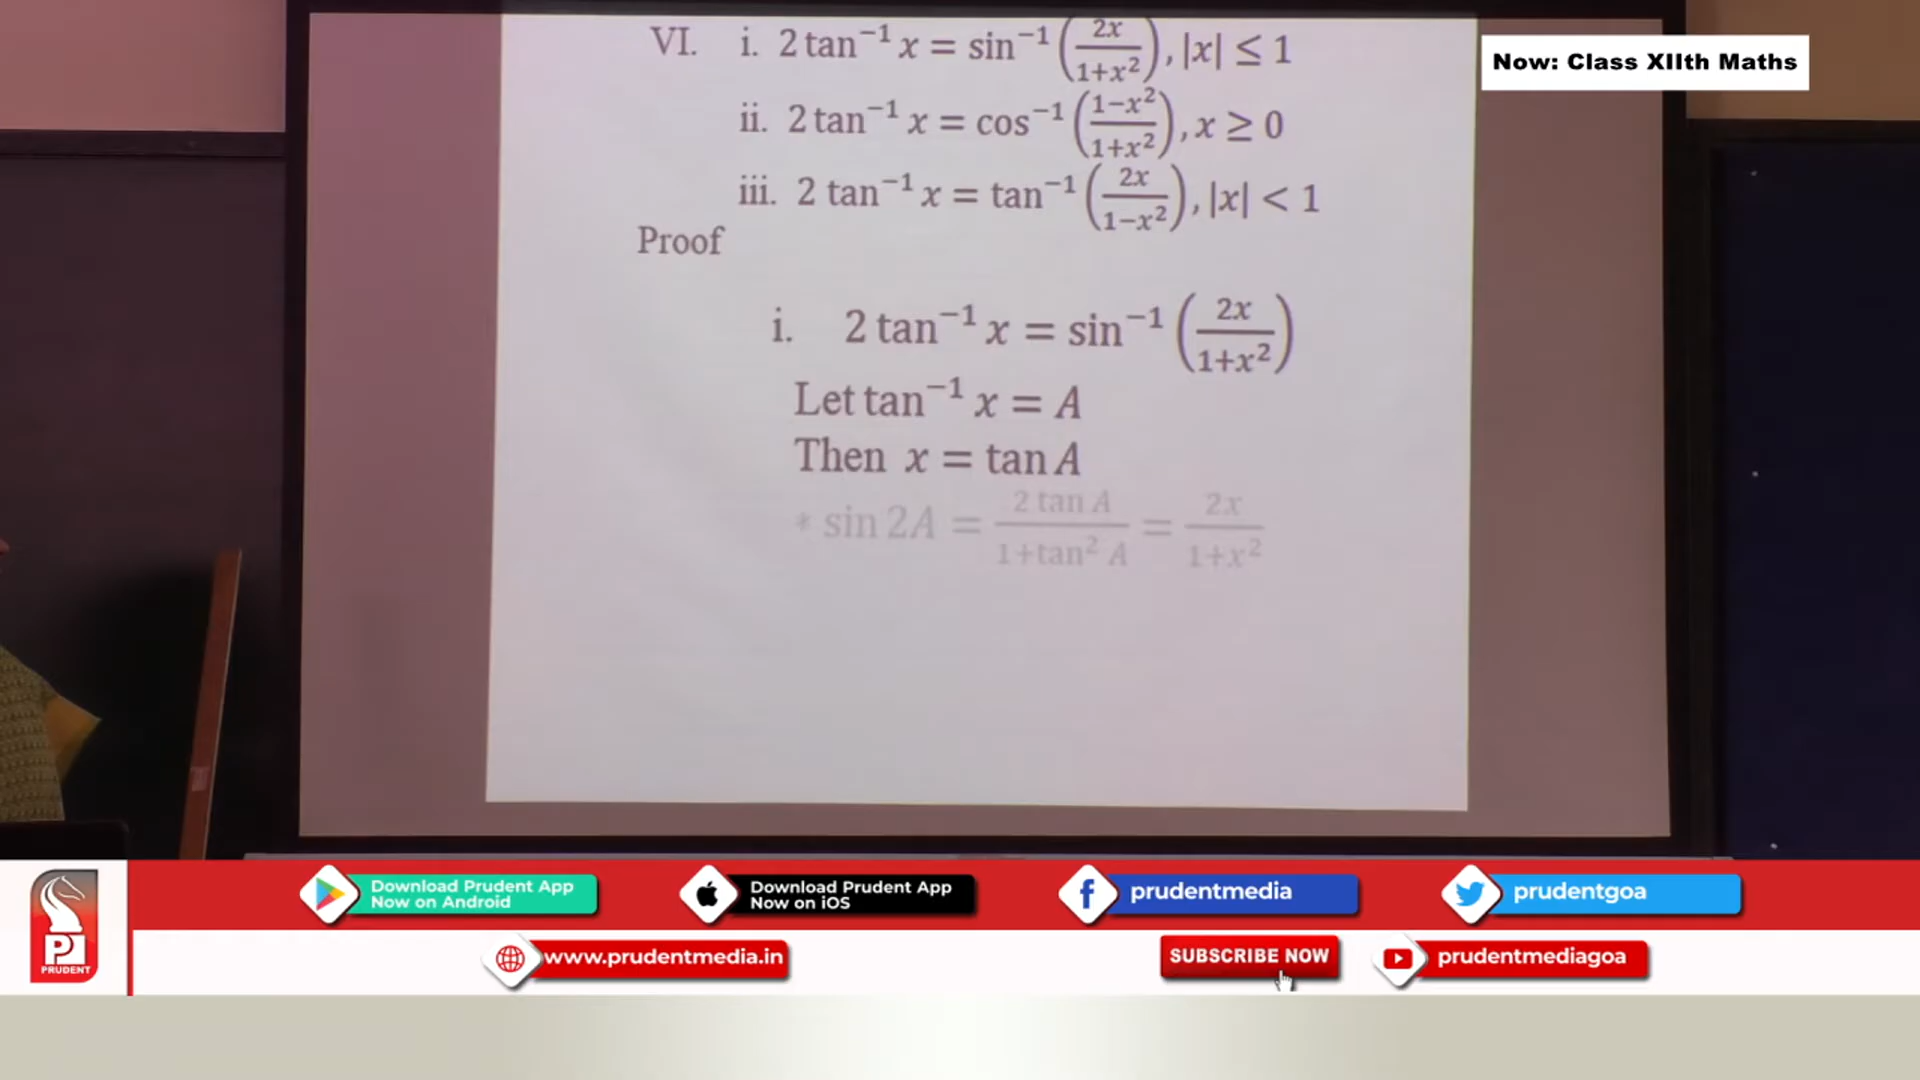 VI. i. 2 tan⁻¹ x = sin⁻¹ (2x/1+x²), |x| ≤ 1
Now: Class XIIth Maths
ii. 2 tan⁻¹ x = cos⁻¹ (1−x²/1+x²), x ≥ 0
iii. 2 tan⁻¹ x = tan⁻¹ (2x/1−x²), |x| < 1
Proof
i. 2 tan⁻¹ x = sin⁻¹ (2x/1+x²)
Let tan⁻¹ x = A
Then x = tan A
* sin 2A = 2 tan A/1+tan² A = 2x/1+x²
Download Prudent App
Now on Android
Download Prudent App
Now on iOS
prudentmedia
prudentgoa
PRUDENT
www.prudentmedia.in
SUBSCRIBE NOW
prudentmediagoa